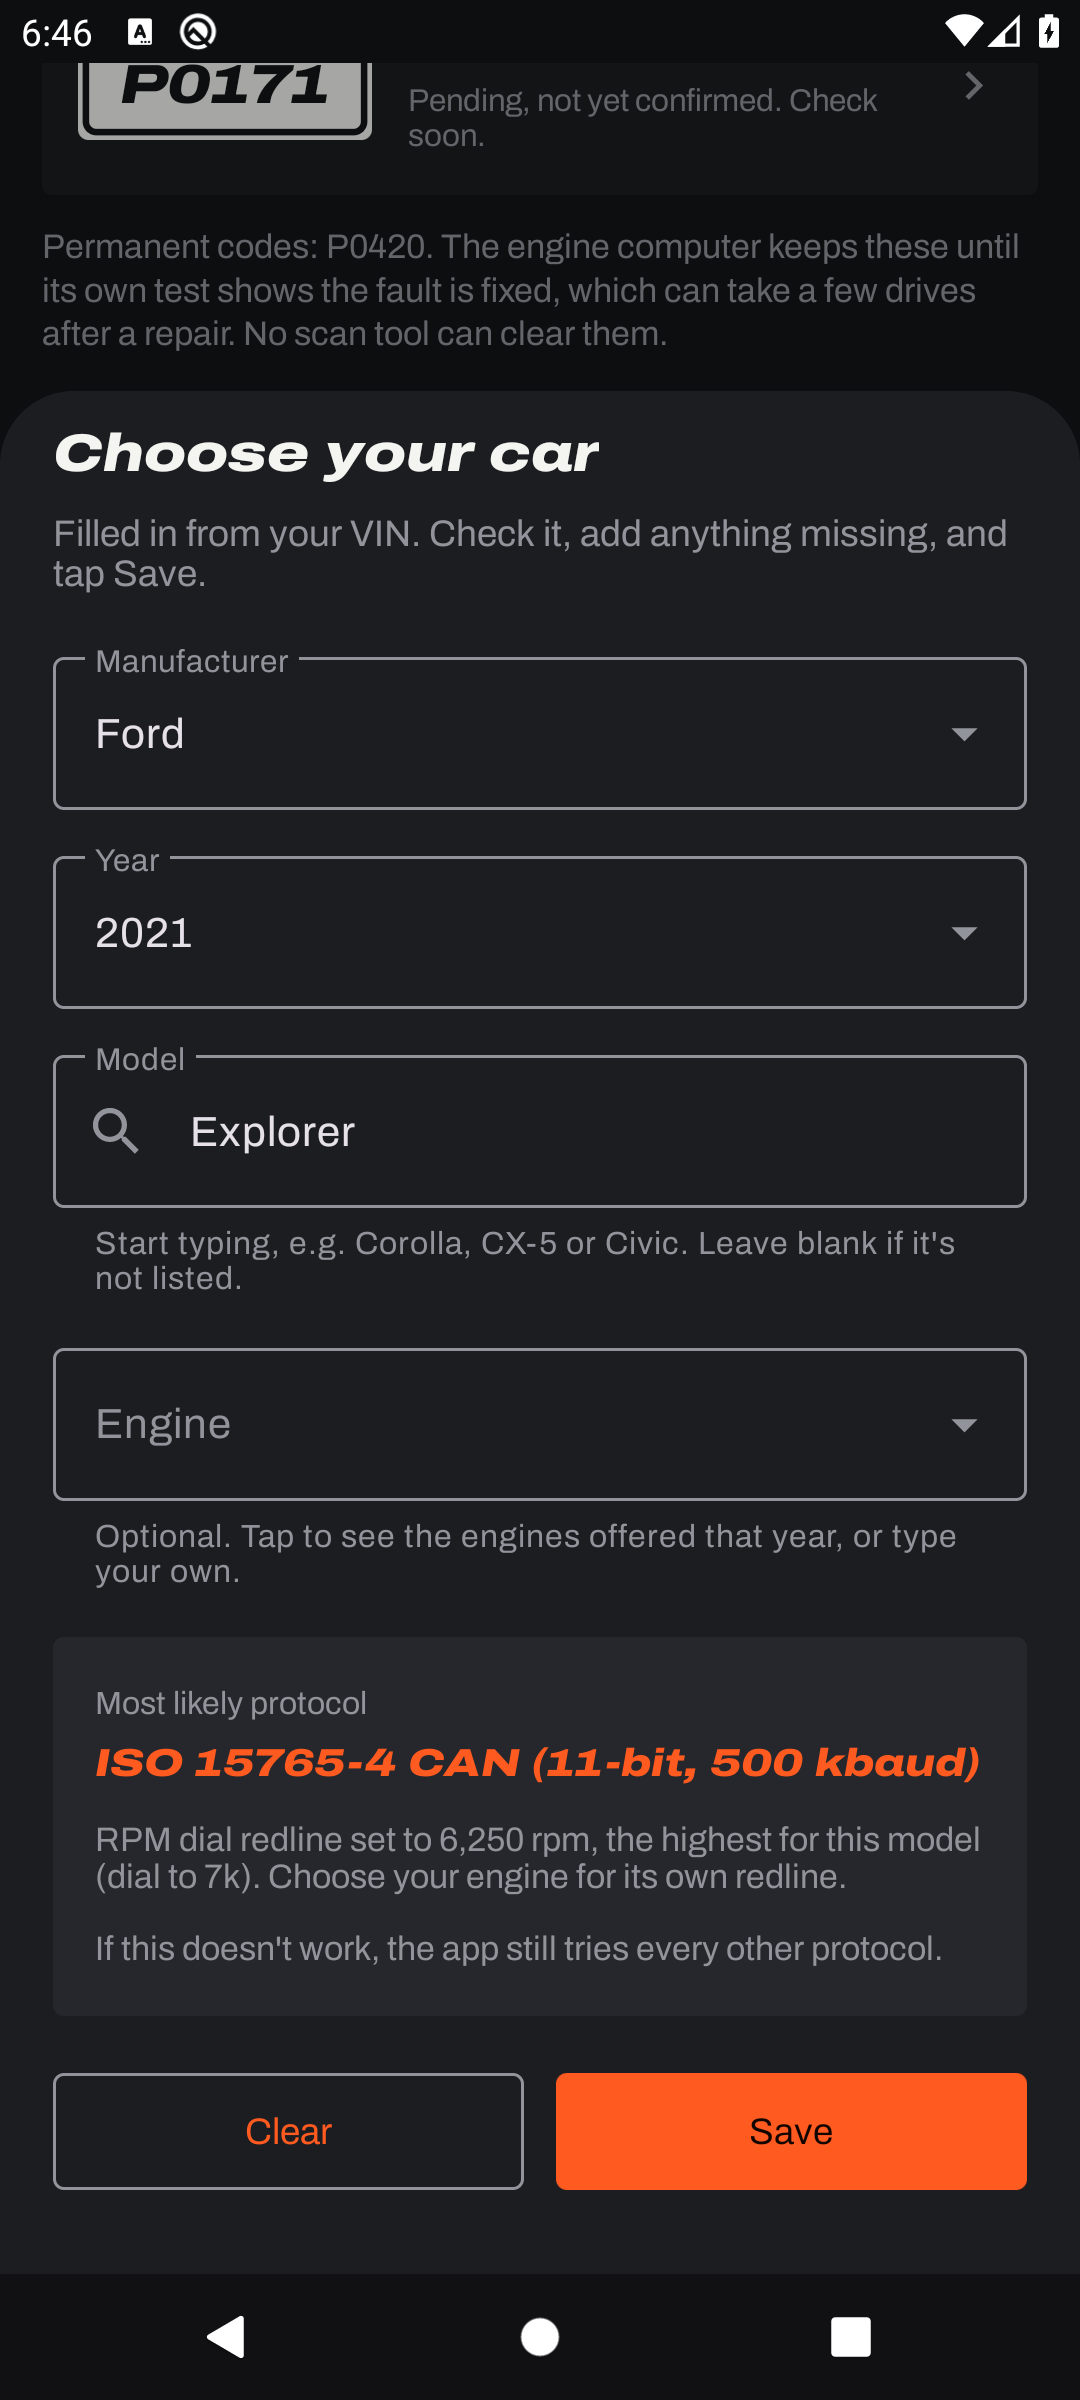 6:46
P0171
Pending, not yet confirmed. Check
soon.
Permanent codes: P0420. The engine computer keeps these until
its own test shows the fault is fixed, which can take a few drives
after a repair. No scan tool can clear them.
Choose your car
Filled in from your VIN. Check it, add anything missing, and
tap Save.
Manufacturer
Ford
Year
2021
Model
Explorer
Start typing, e.g. Corolla, CX-5 or Civic. Leave blank if it's
not listed.
Engine
Optional. Tap to see the engines offered that year, or type
your own.
Most likely protocol
ISO 15765-4 CAN (11-bit, 500 kbaud)
RPM dial redline set to 6,250 rpm, the highest for this model
(dial to 7k). Choose your engine for its own redline.
If this doesn't work, the app still tries every other protocol.
Clear
Save